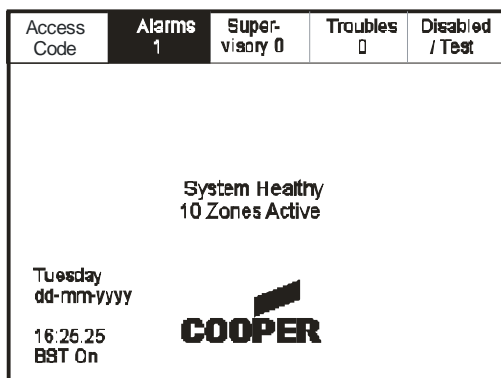 Access Code
Alarms 1
Super-visory 0
Troubles 0
Disabled / Test
System Healthy
10 Zones Active
Tuesday
dd-mm-yyyy
16:25.25
BST On
COOPER